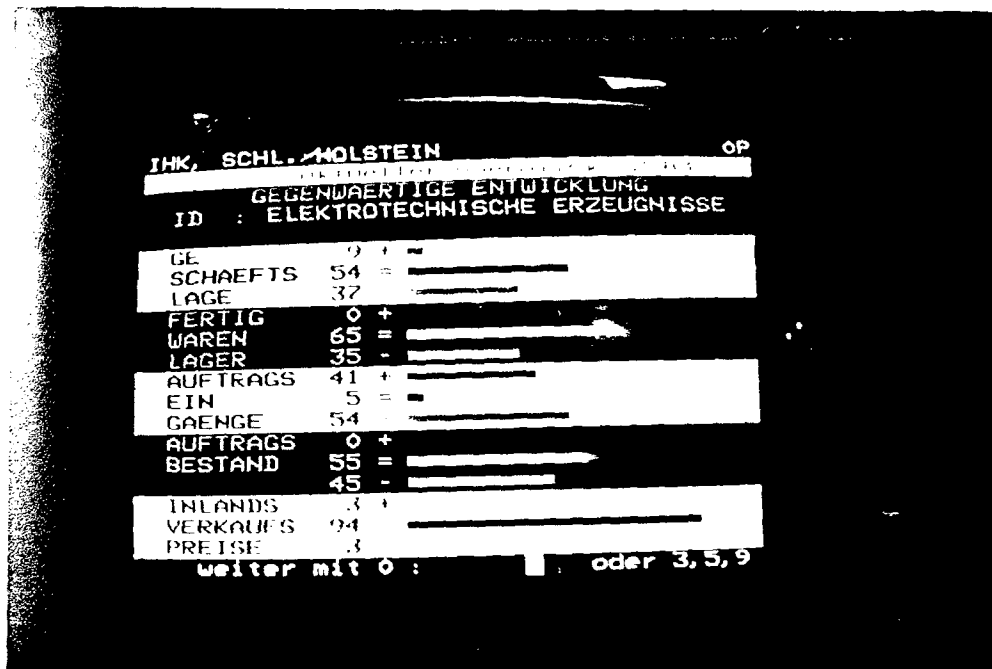 IHK, SCHL.-HOLSTEIN OP
GEGENWAERTIGE ENTWICKLUNG
ID : ELEKTROTECHNISCHE ERZEUGNISSE
GE 9 +
SCHAEFTS 54 =
LAGE 37
FERTIG 0 +
WAREN 65 =
LAGER 35 -
AUFTRAGS 41 +
EIN 5 =
GAENGE 54 -
AUFTRAGS 0 +
BESTAND 55 =
45 -
INLANDS 3 +
VERKAUFS 94
PREISE 3
weiter mit 0 : : oder 3,5,9